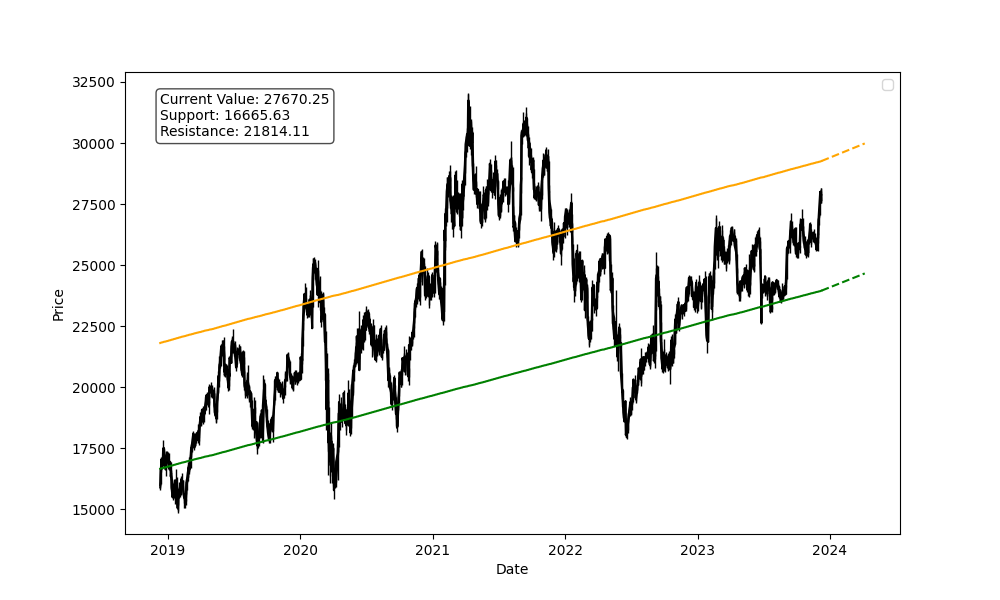 32500
30000
27500
25000
22500
20000
17500
15000
Price
Current Value: 27670.25
Support: 16665.63
Resistance: 21814.11
2019 2020 2021 2022 2023 2024
Date